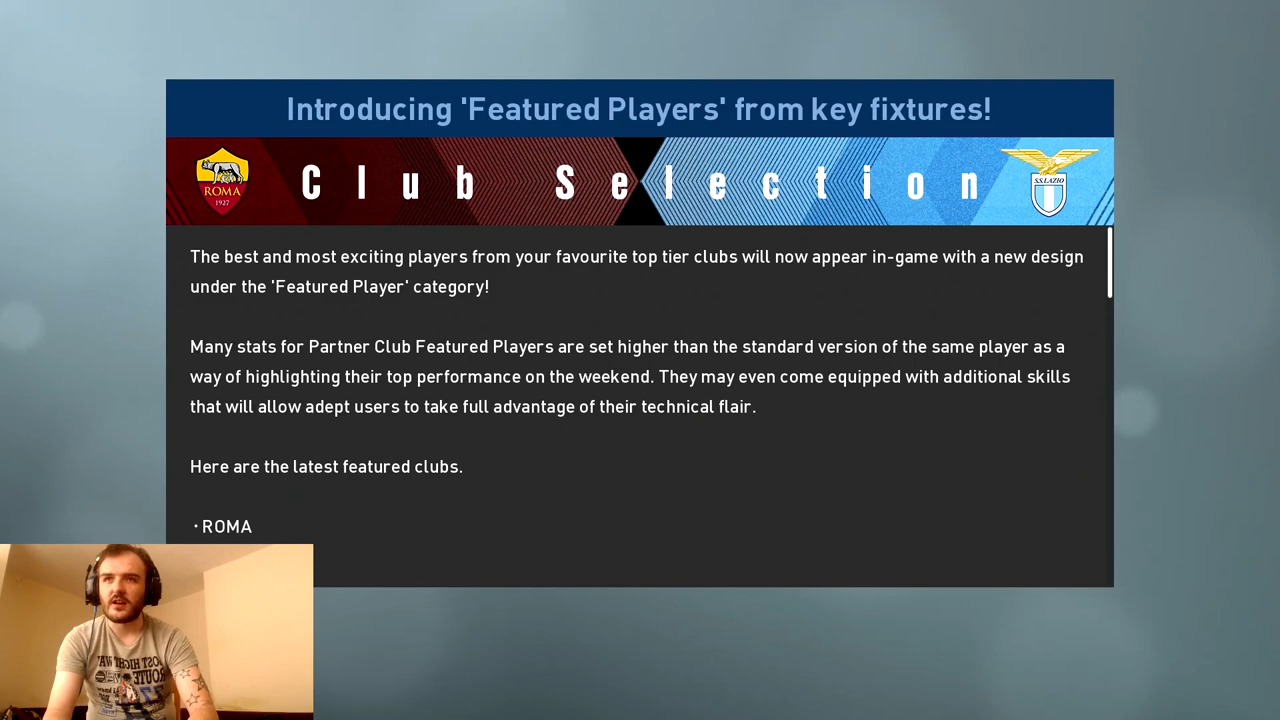 Introducing 'Featured Players' from key fixtures!
ROMA
1927
Club Selection
S.S.LAZIO
The best and most exciting players from your favourite top tier clubs will now appear in-game with a new design
under the 'Featured Player' category!
Many stats for Partner Club Featured Players are set higher than the standard version of the same player as a
way of highlighting their top performance on the weekend. They may even come equipped with additional skills
that will allow adept users to take full advantage of their technical flair.
Here are the latest featured clubs.
・ROMA
ROUTE